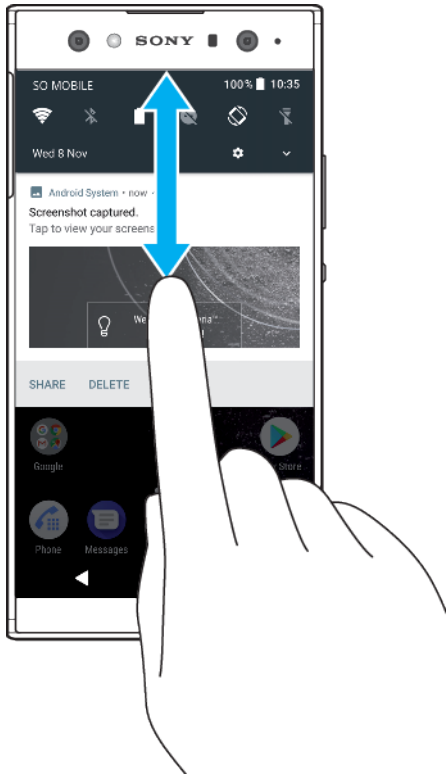 SONY
SO MOBILE 100% 10:35
Wed 8 Nov
Android System • now
Screenshot captured.
Tap to view your screens
We
SHARE DELETE
Google Store
Phone Messages